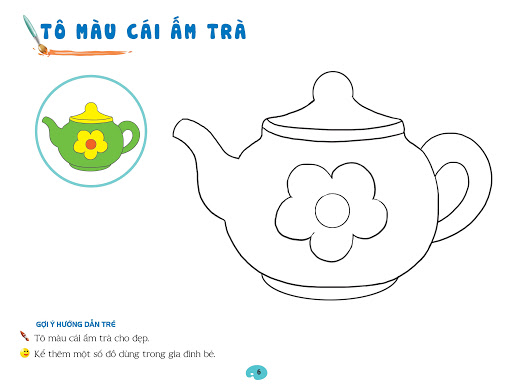 TÔ MÀU CÁI ẤM TRÀ
GỢI Ý HƯỚNG DẪN TRẺ
Tô màu cái ấm trà cho đẹp.
Kể thêm một số đồ dùng trong gia đình bé.
6